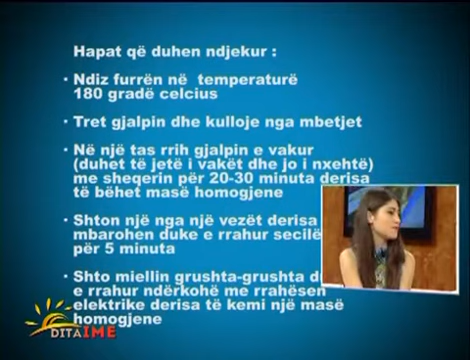 Hapat që duhen ndjekur :
· Ndiz furrën në temperaturë
180 gradë celcius
· Tret gjalpin dhe kulloje nga mbetjet
· Në një tas rrih gjalpin e vakur
(duhet të jetë i vakët dhe jo i nxehtë)
me sheqerin për 20-30 minuta derisa
të bëhet masë homogjene
· Shton një nga një vezët derisa
mbarohen duke e rrahur secilë
për 5 minuta
· Shto miellin grushta-grushta
e rrahur ndërkohë me rrahësen
elektrike derisa të kemi një masë
homogjene
DITA IME